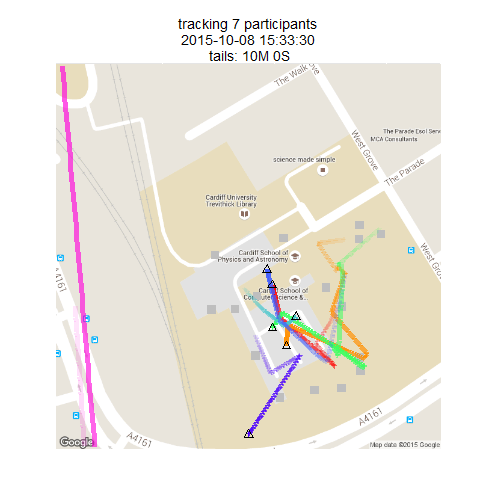 tracking 7 participants
2015-10-08 15:33:30
tails: 10M 0S
The Walk
West Grove
The Parade Esol Serv
MCA Consultants
science made simple
The Parade
Cardiff University
Trevithick Library
West Grove
Cardiff School of
Physics and Astronomy
Cardiff School of
Computer Science &...
A4161
A4161
A4161
Google
Map data ©2015 Google